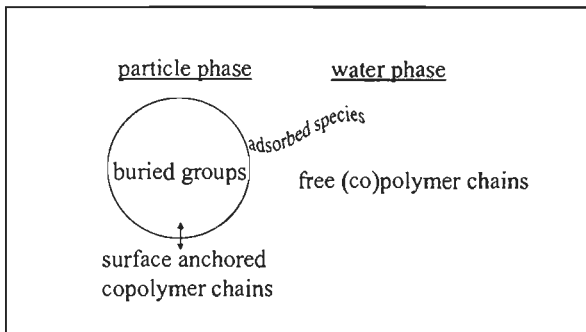 particle phase
water phase
adsorbed species
buried groups
free (co)polymer chains
surface anchored
copolymer chains